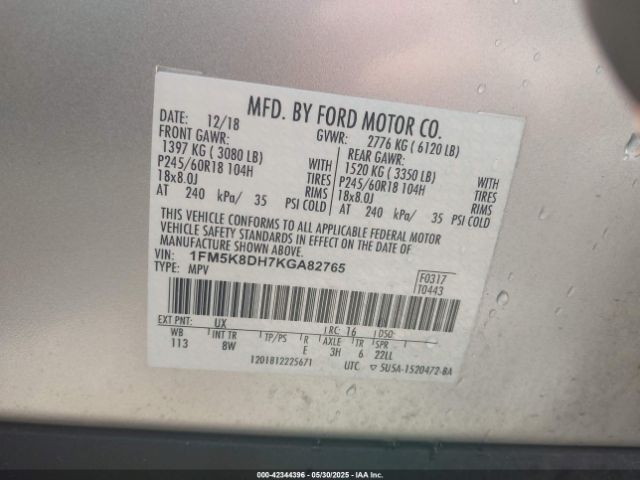 MFD. BY FORD MOTOR CO.
DATE: 12/18 GVWR: 2776 KG ( 6120 LB)
FRONT GAWR: REAR GAWR:
1397 KG ( 3080 LB) WITH 1520 KG ( 3350 LB) WITH
P245/60R18 104H TIRES P245/60R18 104H TIRES
18x8.0J RIMS 18x8.0J RIMS
AT 240 kPa/ 35 PSI COLD AT 240 kPa/ 35 PSI COLD
THIS VEHICLE CONFORMS TO ALL APPLICABLE FEDERAL MOTOR
VEHICLE SAFETY STANDARDS IN EFFECT ON THE DATE OF
MANUFACTURE SHOWN ABOVE.
VIN: 1FM5K8DH7KGA82765
TYPE: MPV
F0317
T0443
EXT PNT: UX RC: 16 DSO:
WB INT TR TP/PS R AXLE TR SPR
113 8W E 3H 6 22LL
1201812225671 UTC ▽ 5U5A-1520472-BA
000-42344396 - 05/30/2025 - IAA Inc.